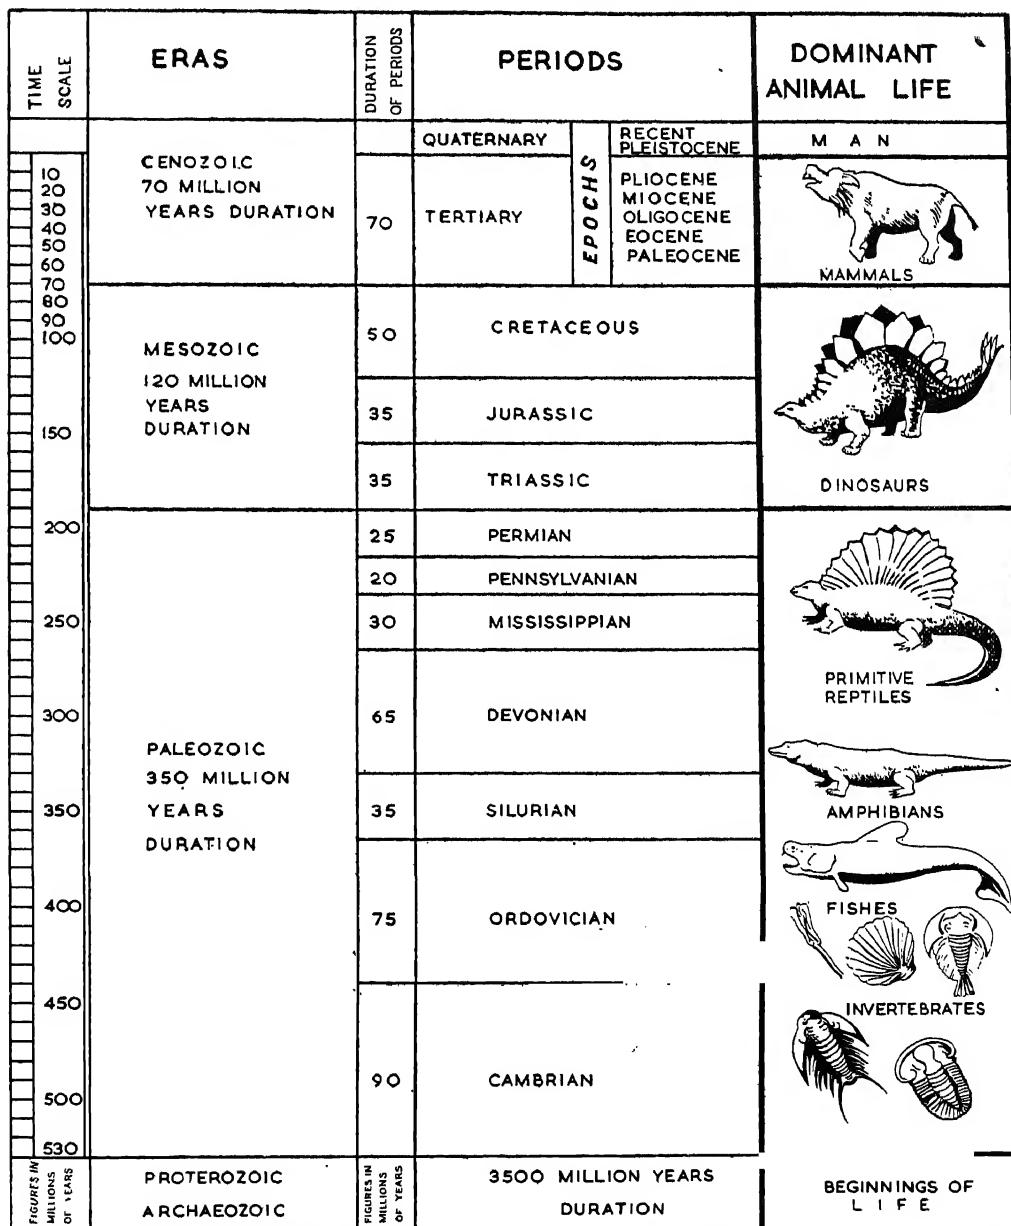 TIME SCALE
ERAS
DURATION OF PERIODS
PERIODS
DOMINANT
ANIMAL LIFE
CENOZOIC
70 MILLION
YEARS DURATION
QUATERNARY
EPOCHS
RECENT
PLEISTOCENE
MAN
10
20
30
40
50
60
70
70
TERTIARY
PLIOCENE
MIOCENE
OLIGOCENE
EOCENE
PALEOCENE
MAMMALS
80
90
100
150
MESOZOIC
120 MILLION
YEARS
DURATION
50
CRETACEOUS
35
JURASSIC
35
TRIASSIC
DINOSAURS
200
250
300
350
400
450
500
530
PALEOZOIC
350 MILLION
YEARS
DURATION
25
PERMIAN
20
PENNSYLVANIAN
30
MISSISSIPPIAN
65
DEVONIAN
35
SILURIAN
75
ORDOVICIAN
90
CAMBRIAN
PRIMITIVE
REPTILES
AMPHIBIANS
FISHES
INVERTEBRATES
FIGURES IN
MILLIONS
OF YEARS
PROTEROZOIC
ARCHAEOZOIC
FIGURES IN
MILLIONS
OF YEARS
3500 MILLION YEARS
DURATION
BEGINNINGS OF
LIFE